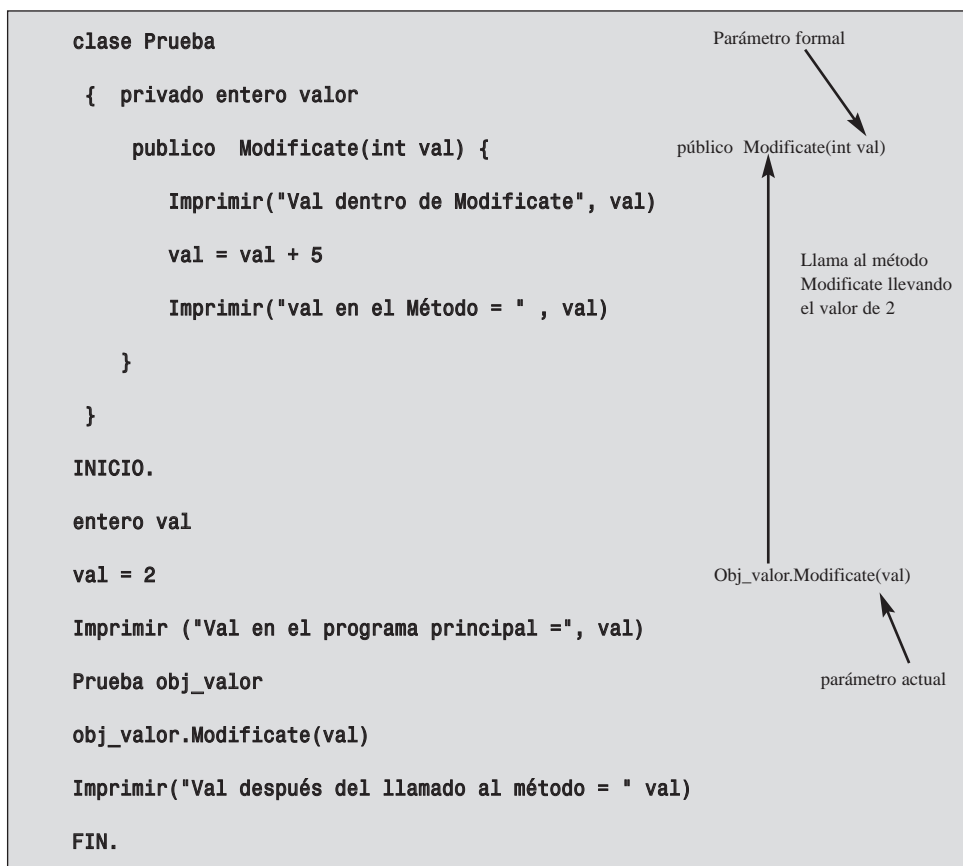 clase Prueba
{ privado entero valor
publico Modificate(int val) {
Imprimir("Val dentro de Modificate", val)
val = val + 5
Imprimir("val en el Método = " , val)
}
}
INICIO.
entero val
val = 2
Imprimir ("Val en el programa principal =", val)
Prueba obj_valor
obj_valor.Modificate(val)
Imprimir("Val después del llamado al método = " val)
FIN.
Parámetro formal
público Modificate(int val)
Llama al método
Modificate llevando
el valor de 2
Obj_valor.Modificate(val)
parámetro actual